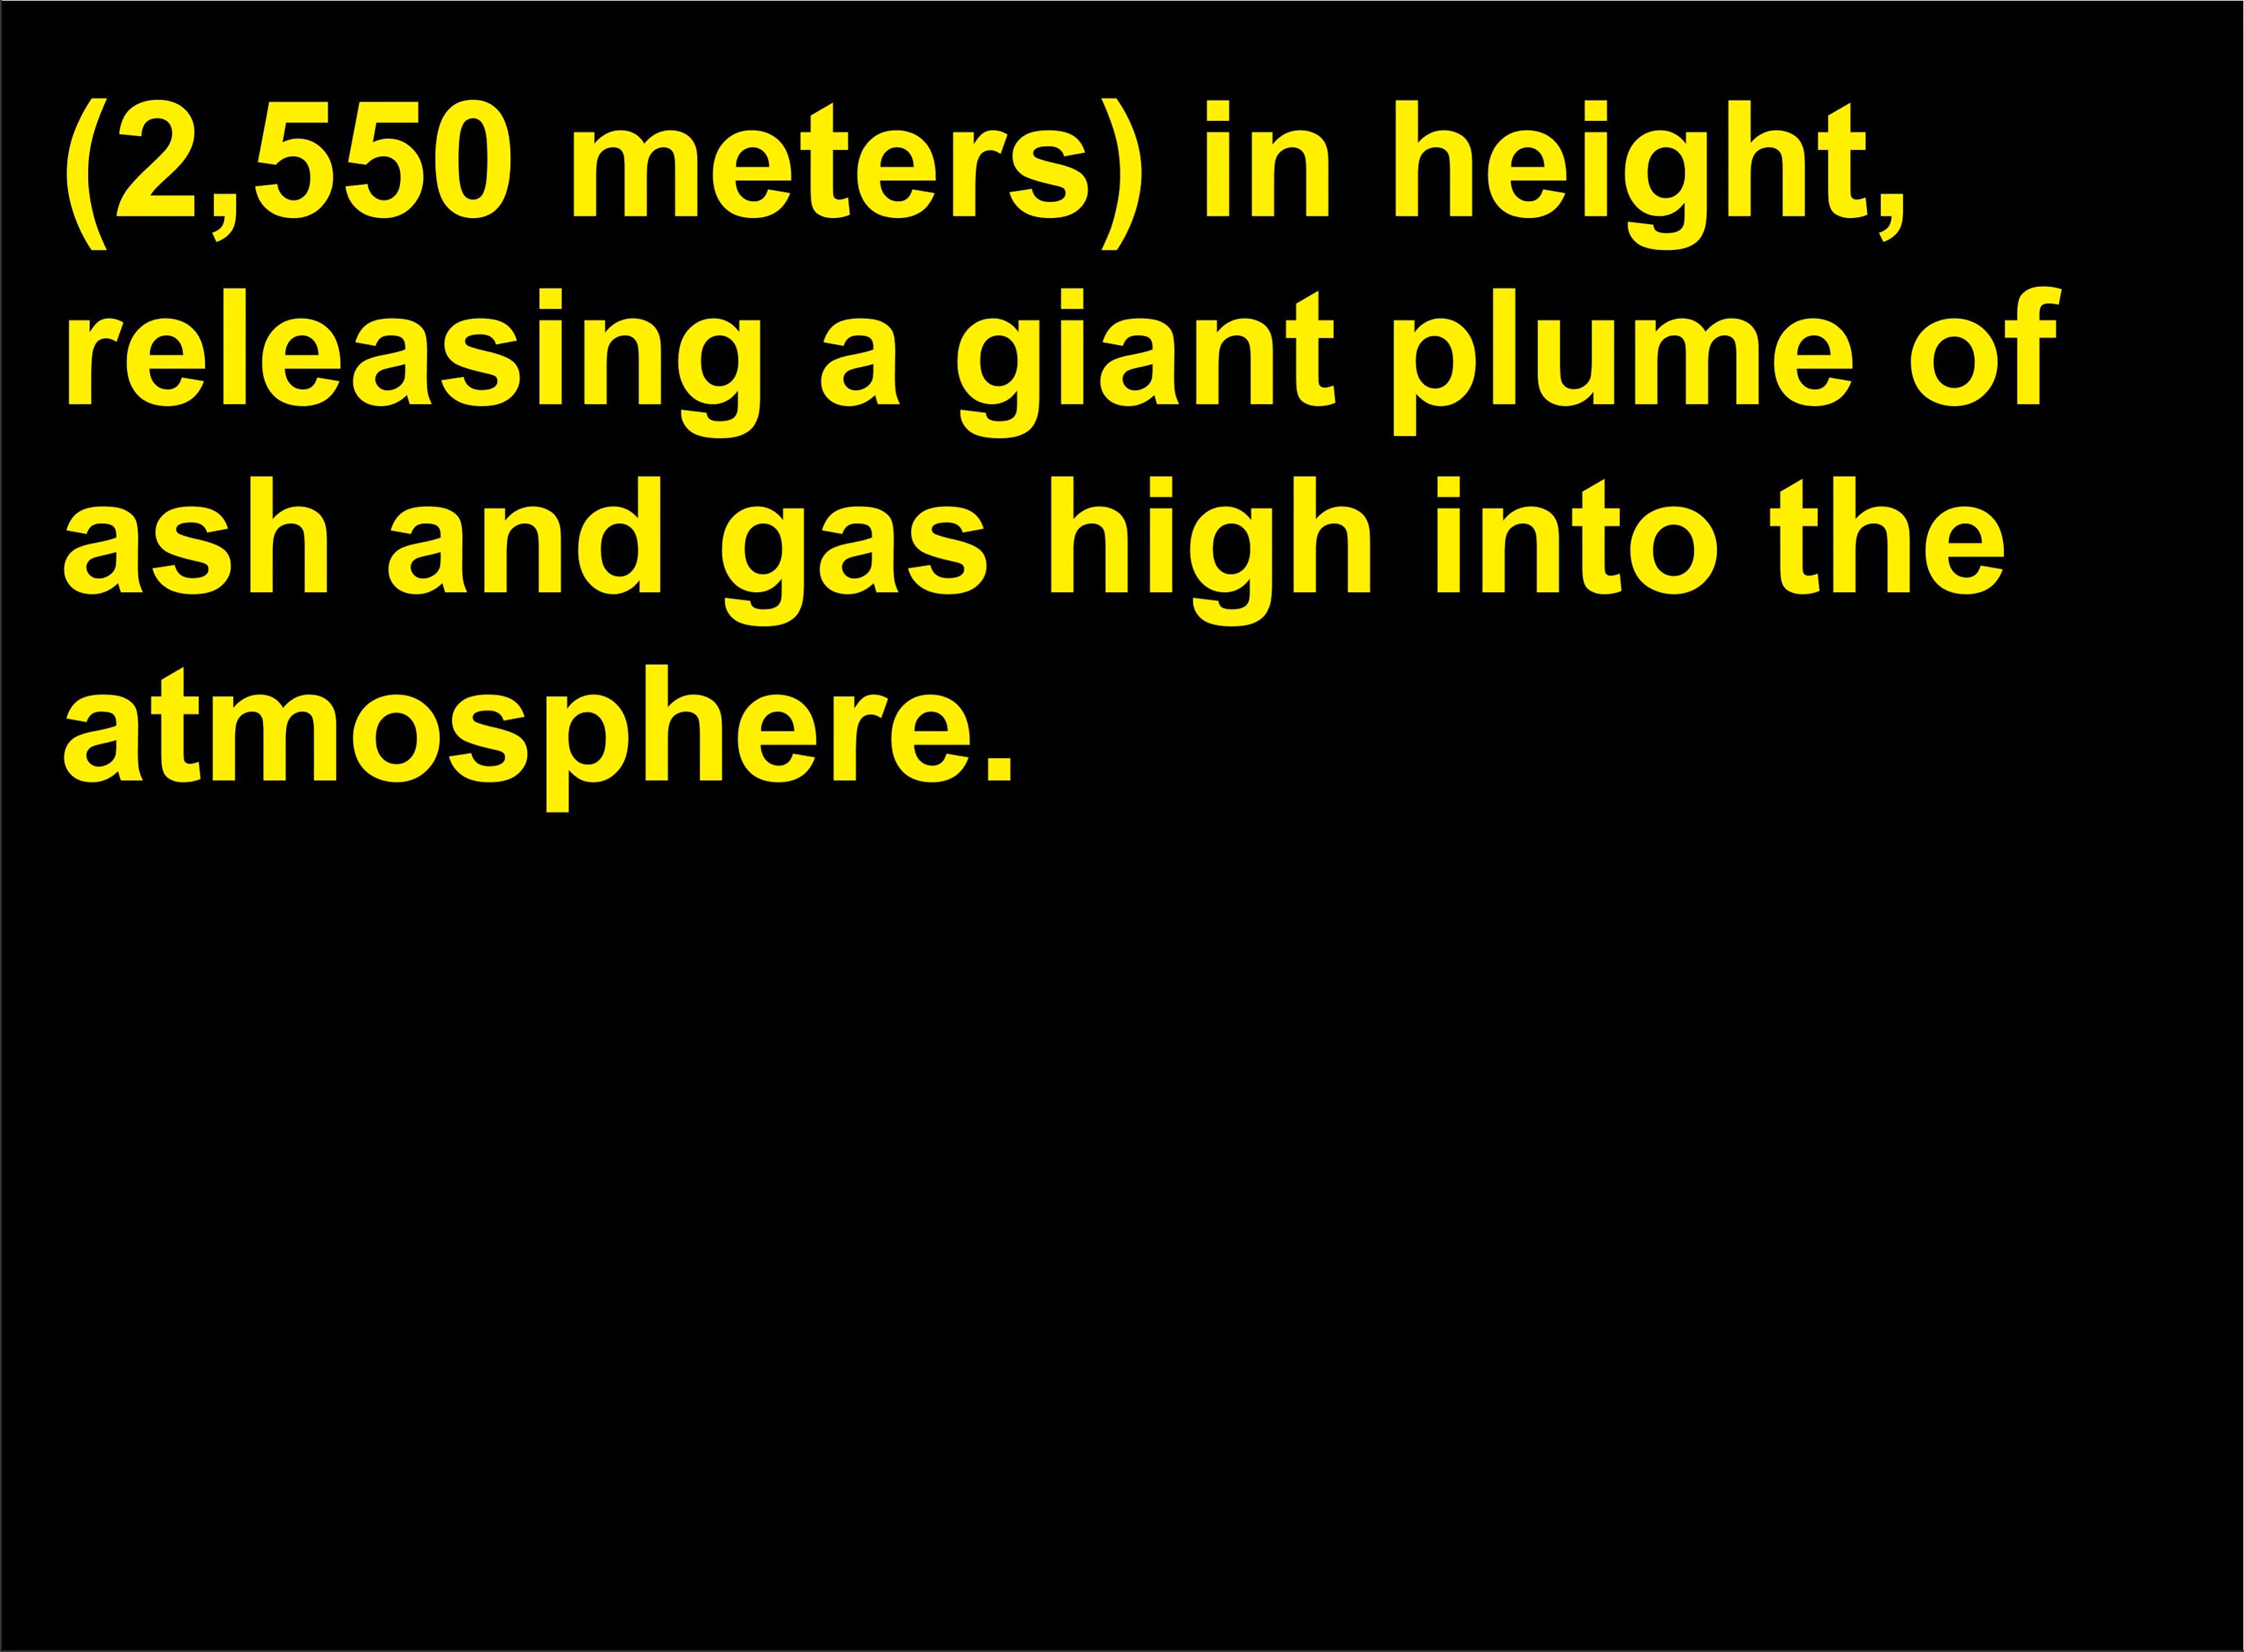 (2,550 meters) in height,
releasing a giant plume of
ash and gas high into the
atmosphere.